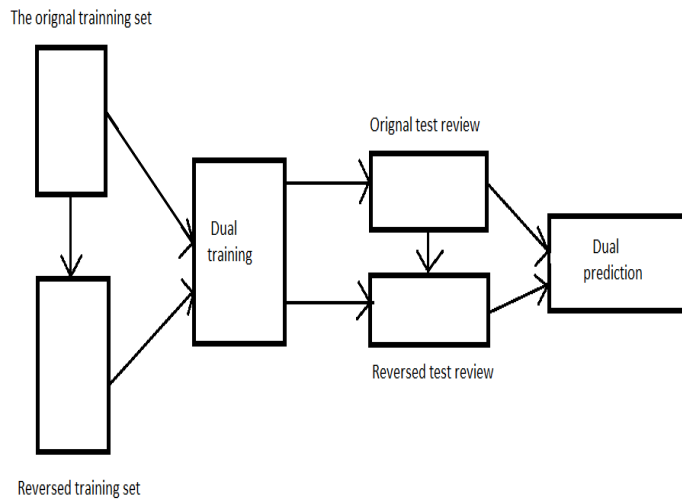 The orignal trainning set
Orignal test review
Dual
training
Dual
prediction
Reversed test review
Reversed training set